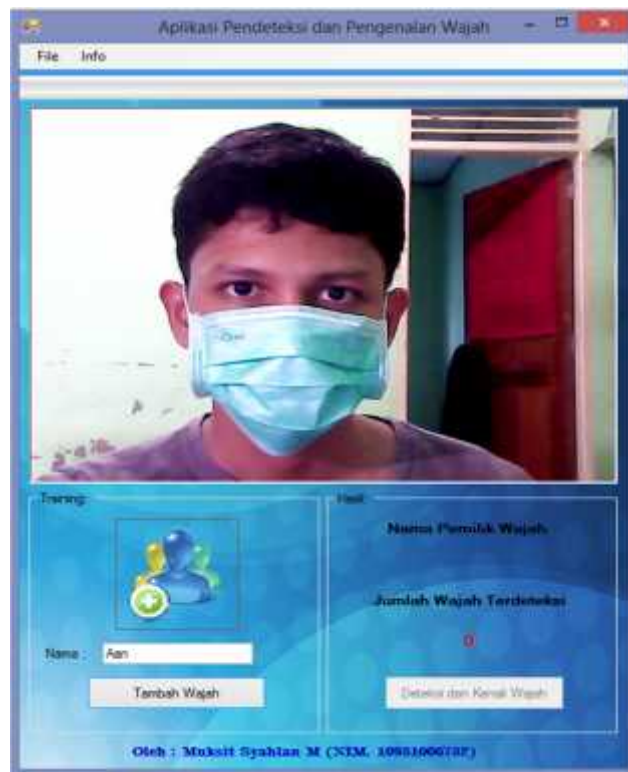 Aplikasi Pendeteksi dan Pengenalan Wajah
File Info
Training:
Hasil:
Nama Pemilik Wajah
Jumlah Wajah Terdeteksi
0
Nama : Aan
Tambah Wajah
Deteksi dan Kenali Wajah
Oleh : Muksit Syahlan M (NIM.